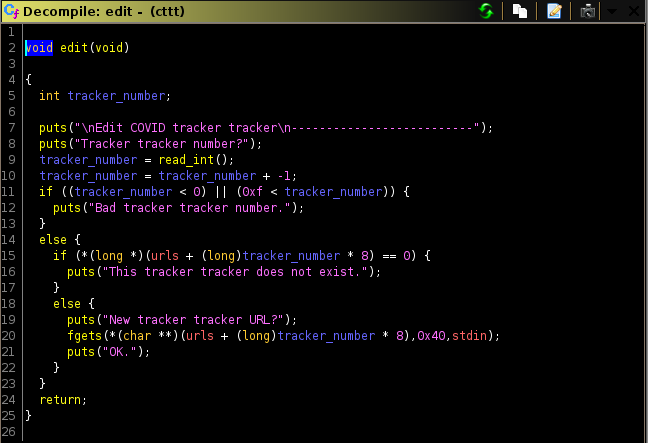 Decompile: edit - (cttt)
1
2 void edit(void)
3
4 {
5 int tracker_number;
6
7 puts("\nEdit COVID tracker tracker\n--------------------------");
8 puts("Tracker tracker number?");
9 tracker_number = read_int();
10 tracker_number = tracker_number + -1;
11 if ((tracker_number < 0) || (0xf < tracker_number)) {
12 puts("Bad tracker tracker number.");
13 }
14 else {
15 if (*(long *)(urls + (long)tracker_number * 8) == 0) {
16 puts("This tracker tracker does not exist.");
17 }
18 else {
19 puts("New tracker tracker URL?");
20 fgets(*(char **)(urls + (long)tracker_number * 8),0x40,stdin);
21 puts("OK.");
22 }
23 }
24 return;
25 }
26